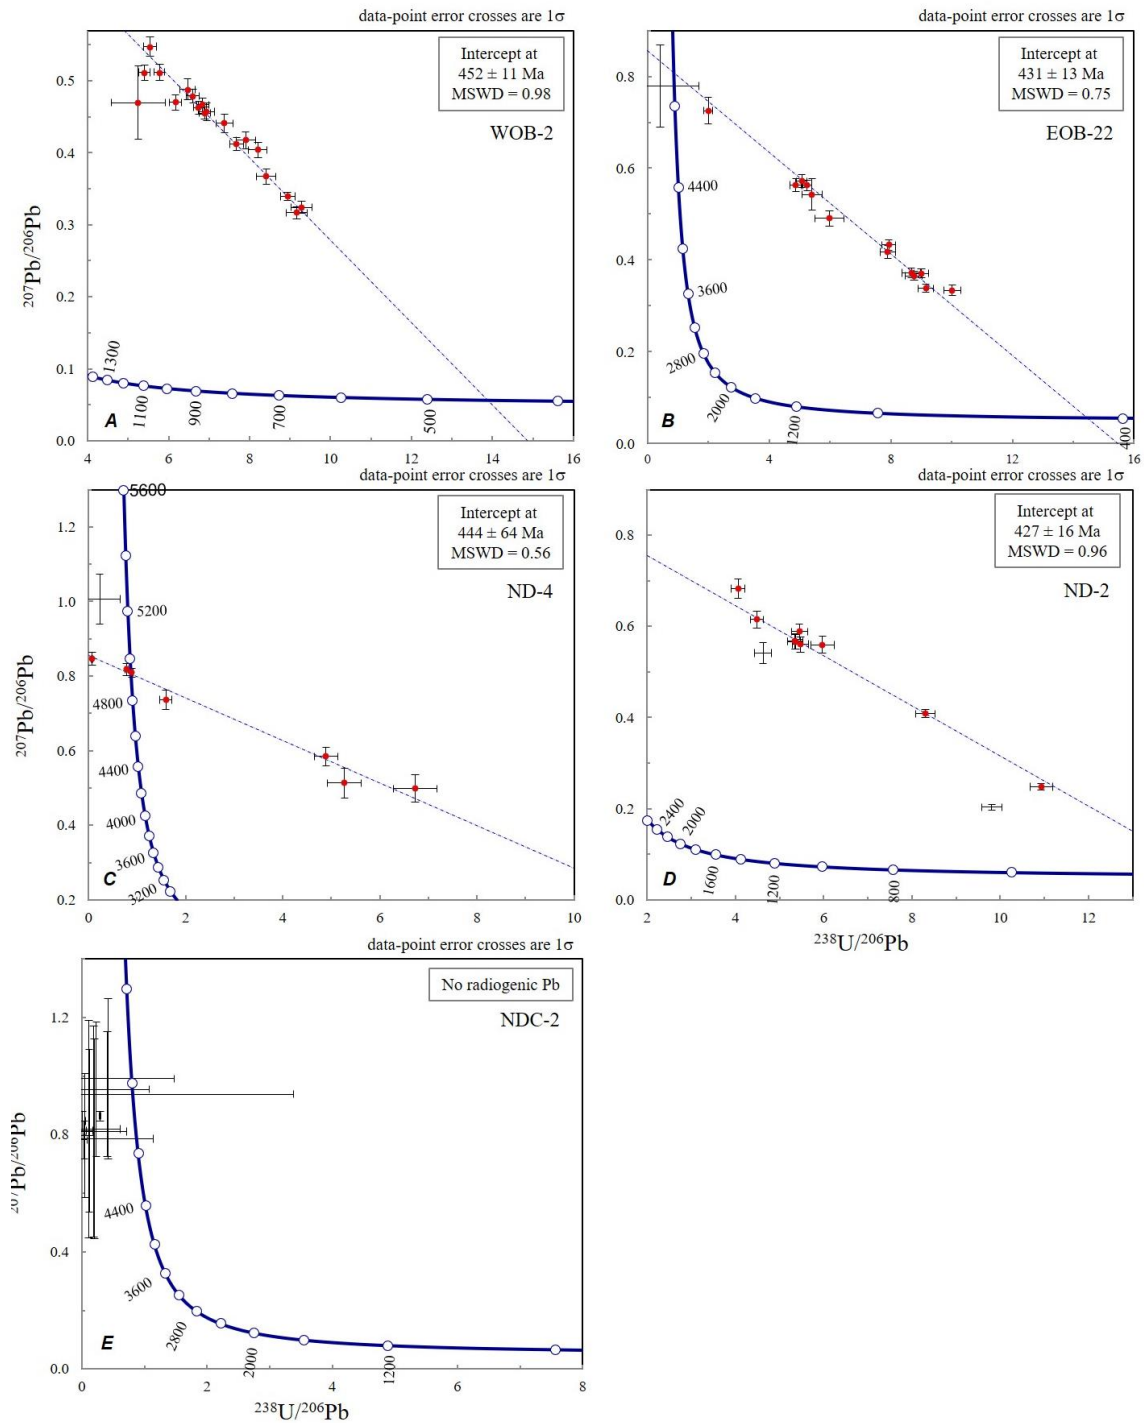 data-point error crosses are 1σ
Intercept at
452 ± 11 Ma
MSWD = 0.98
WOB-2
0.5
0.4
0.3
0.2
0.1
0.0
207Pb/206Pb
1300
1100
900
700
500
A
4 6 8 10 12 14 16
data-point error crosses are 1σ
Intercept at
431 ± 13 Ma
MSWD = 0.75
EOB-22
0.8
0.6
0.4
0.2
0.0
4400
3600
2800
2000
1200
400
B
0 4 8 12 16
data-point error crosses are 1σ
Intercept at
444 ± 64 Ma
MSWD = 0.56
ND-4
1.2
1.0
0.8
0.6
0.4
0.2
207Pb/206Pb
5600
5200
4800
4400
4000
3600
3200
C
0 2 4 6 8 10
data-point error crosses are 1σ
Intercept at
427 ± 16 Ma
MSWD = 0.96
ND-2
0.8
0.6
0.4
0.2
0.0
2400
2000
1600
1200
800
D
2 4 6 8 10 12
238U/206Pb
data-point error crosses are 1σ
No radiogenic Pb
NDC-2
1.2
0.8
0.4
0.0
207Pb/206Pb
4400
3600
2800
2000
1200
E
0 2 4 6 8
238U/206Pb